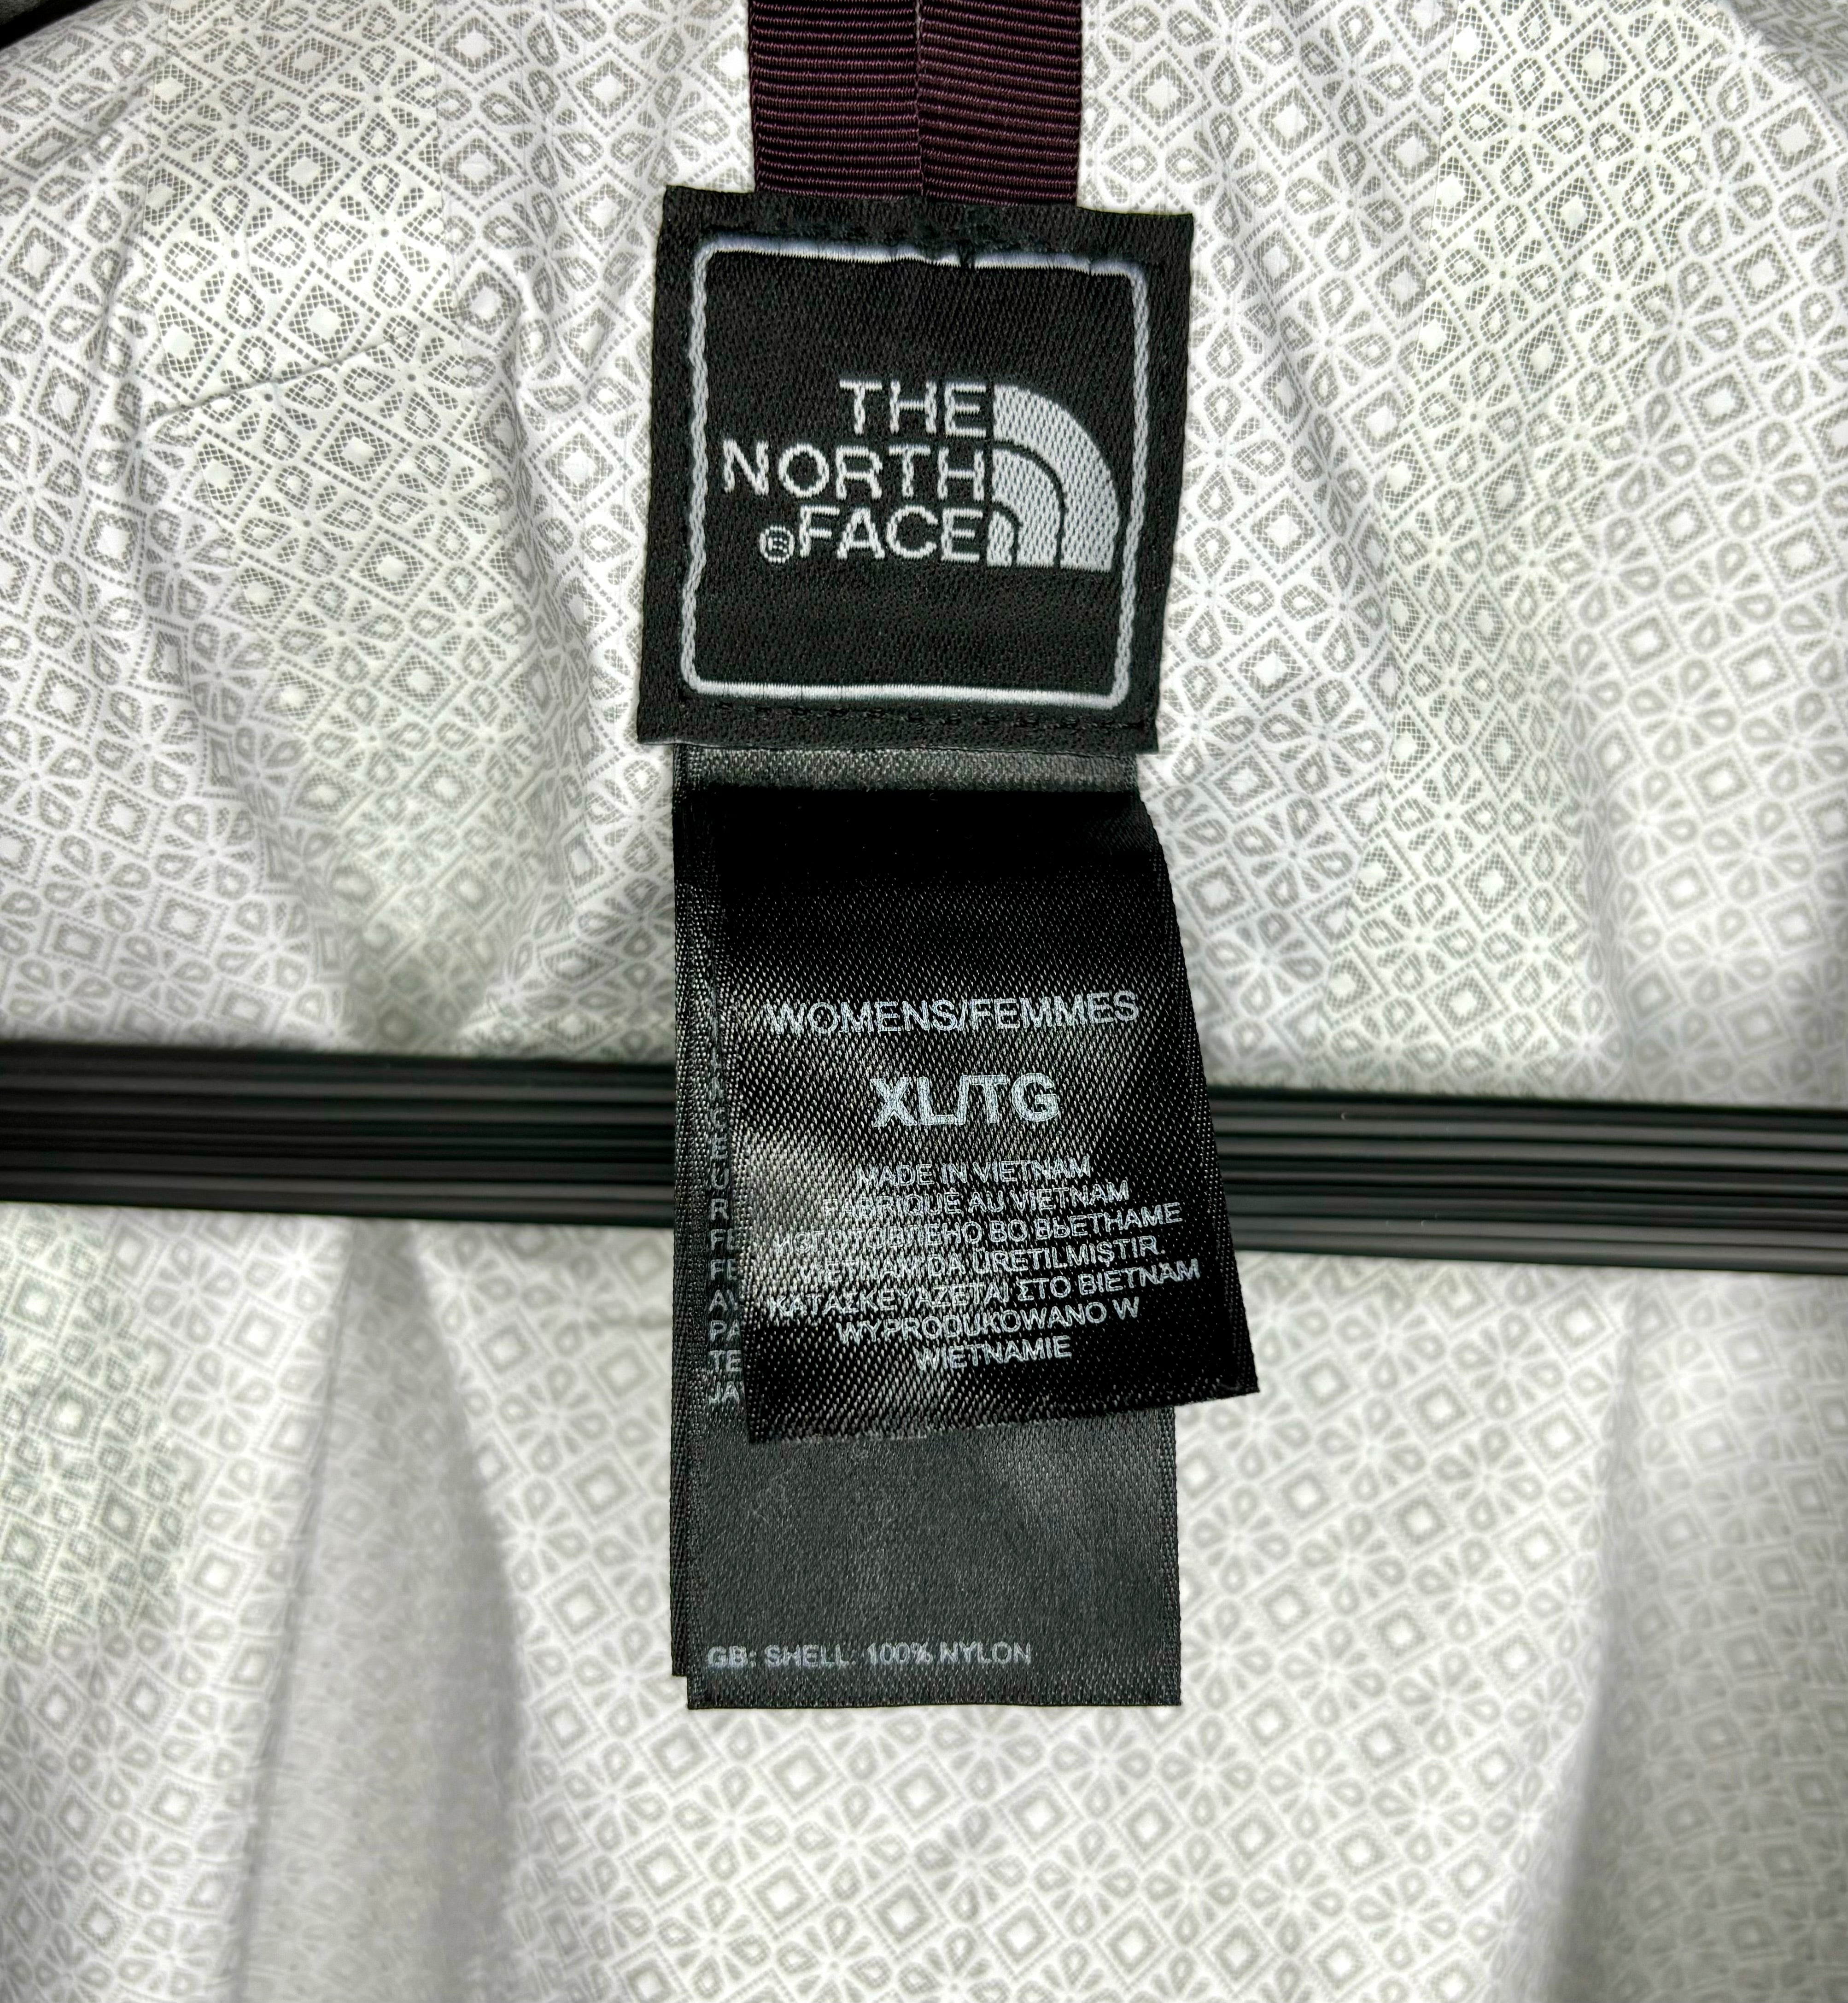 THE
NORTH
®FACE
WOMENS/FEMMES
XL/TG
MADE IN VIETNAM
FABRIQUÉ AU VIETNAM
ИЗГОТОВЛЕНО ВО ВЬЕТНАМЕ
VIETNAM'DA ÜRETILMIŞTIR.
ΚΑΤΑΣΚΕΥΑΖΕΤΑΙ ΣΤΟ ΒΙΕΤΝΑΜ
WYPRODUKOWANO W
WIETNAMIE
GB: SHELL: 100% NYLON